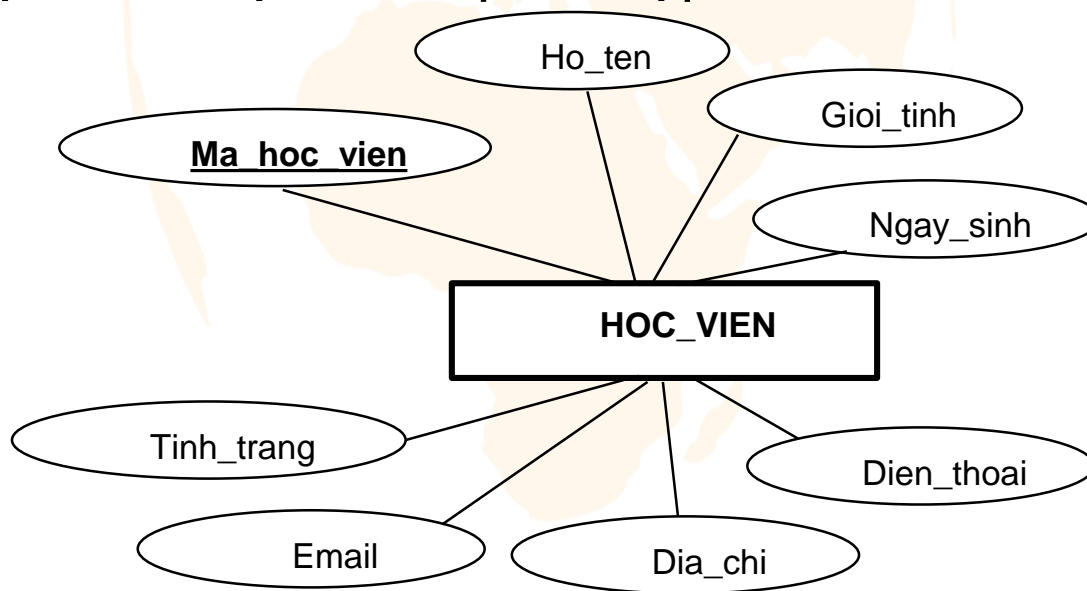 Ho_ten
Gioi_tinh
Ma_hoc_vien
Ngay_sinh
HOC_VIEN
Tinh_trang
Dien_thoai
Email
Dia_chi